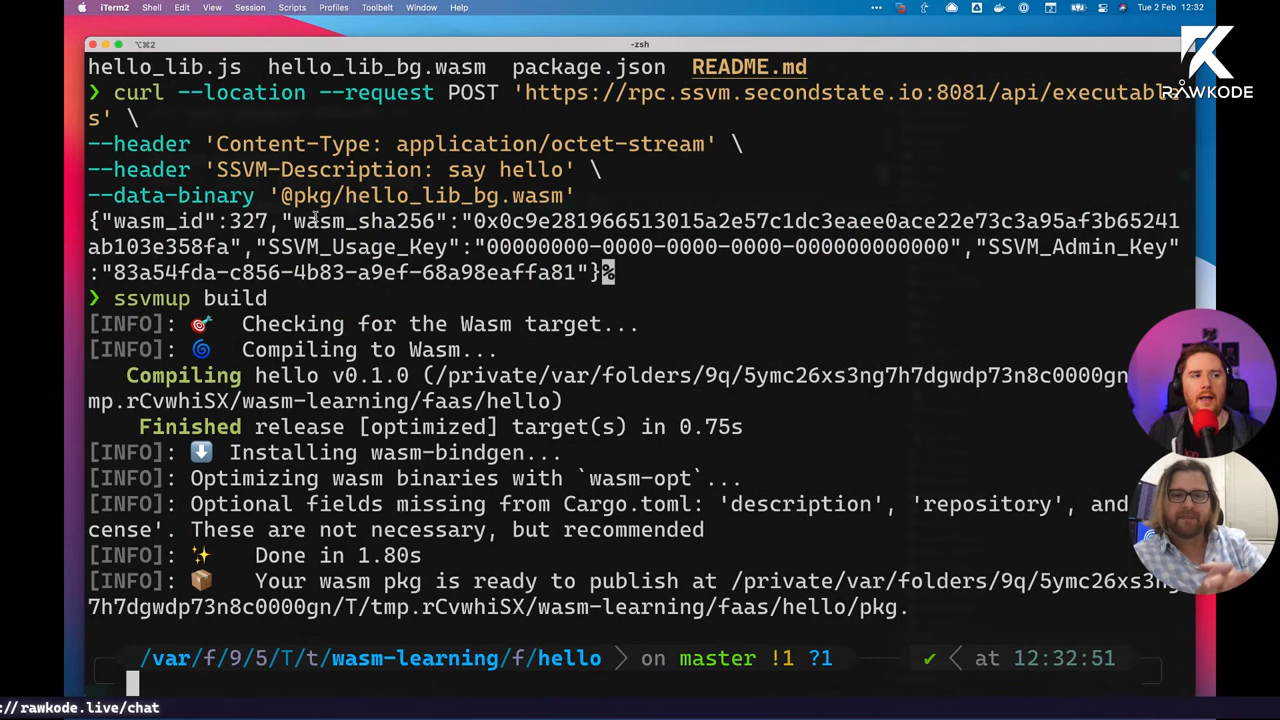 iTerm2 Shell Edit View Session Scripts Profiles Toolbelt Window Help Tue 2 Feb 12:32
⌥⌘2 -zsh
RAWKODE
hello_lib.js hello_lib_bg.wasm package.json README.md
❯ curl --location --request POST 'https://rpc.ssvm.secondstate.io:8081/api/executable
s' \
--header 'Content-Type: application/octet-stream' \
--header 'SSVM-Description: say hello' \
--data-binary '@pkg/hello_lib_bg.wasm'
{"wasm_id":327,"wasm_sha256":"0x0c9e281966513015a2e57c1dc3eaee0ace22e73c3a95af3b65241
ab103e358fa","SSVM_Usage_Key":"00000000-0000-0000-0000-000000000000","SSVM_Admin_Key"
:"83a54fda-c856-4b83-a9ef-68a98eaffa81"}%
❯ ssvmup build
[INFO]: 🎯 Checking for the Wasm target...
[INFO]: 🌀 Compiling to Wasm...
Compiling hello v0.1.0 (/private/var/folders/9q/5ymc26xs3ng7h7dgwdp73n8c0000gn
mp.rCvwhiSX/wasm-learning/faas/hello)
Finished release [optimized] target(s) in 0.75s
[INFO]: ⬇️ Installing wasm-bindgen...
[INFO]: Optimizing wasm binaries with `wasm-opt`...
[INFO]: Optional fields missing from Cargo.toml: 'description', 'repository', and
cense'. These are not necessary, but recommended
[INFO]: ✨ Done in 1.80s
[INFO]: 📦 Your wasm pkg is ready to publish at /private/var/folders/9q/5ymc26xs3n
7h7dgwdp73n8c0000gn/T/tmp.rCvwhiSX/wasm-learning/faas/hello/pkg.
/var/f/9/5/T/t/wasm-learning/f/hello on master !1 ?1 ✔ at 12:32:51
://rawkode.live/chat